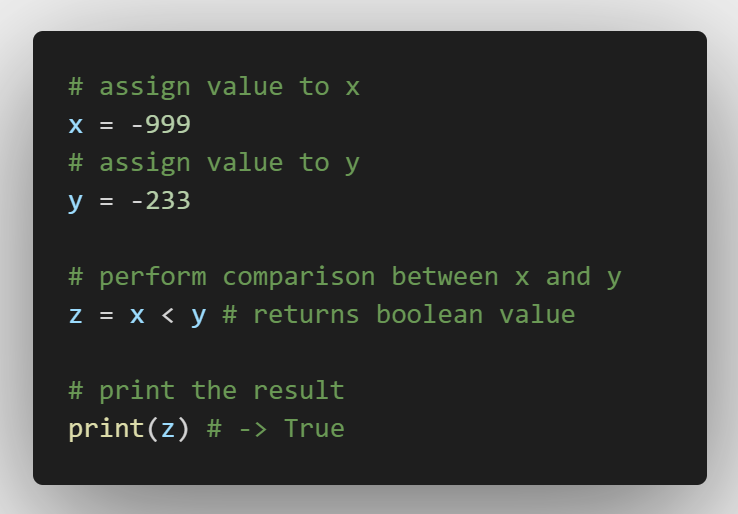 # assign value to x
x = -999
# assign value to y
y = -233
# perform comparison between x and y
z = x < y # returns boolean value
# print the result
print(z) # -> True